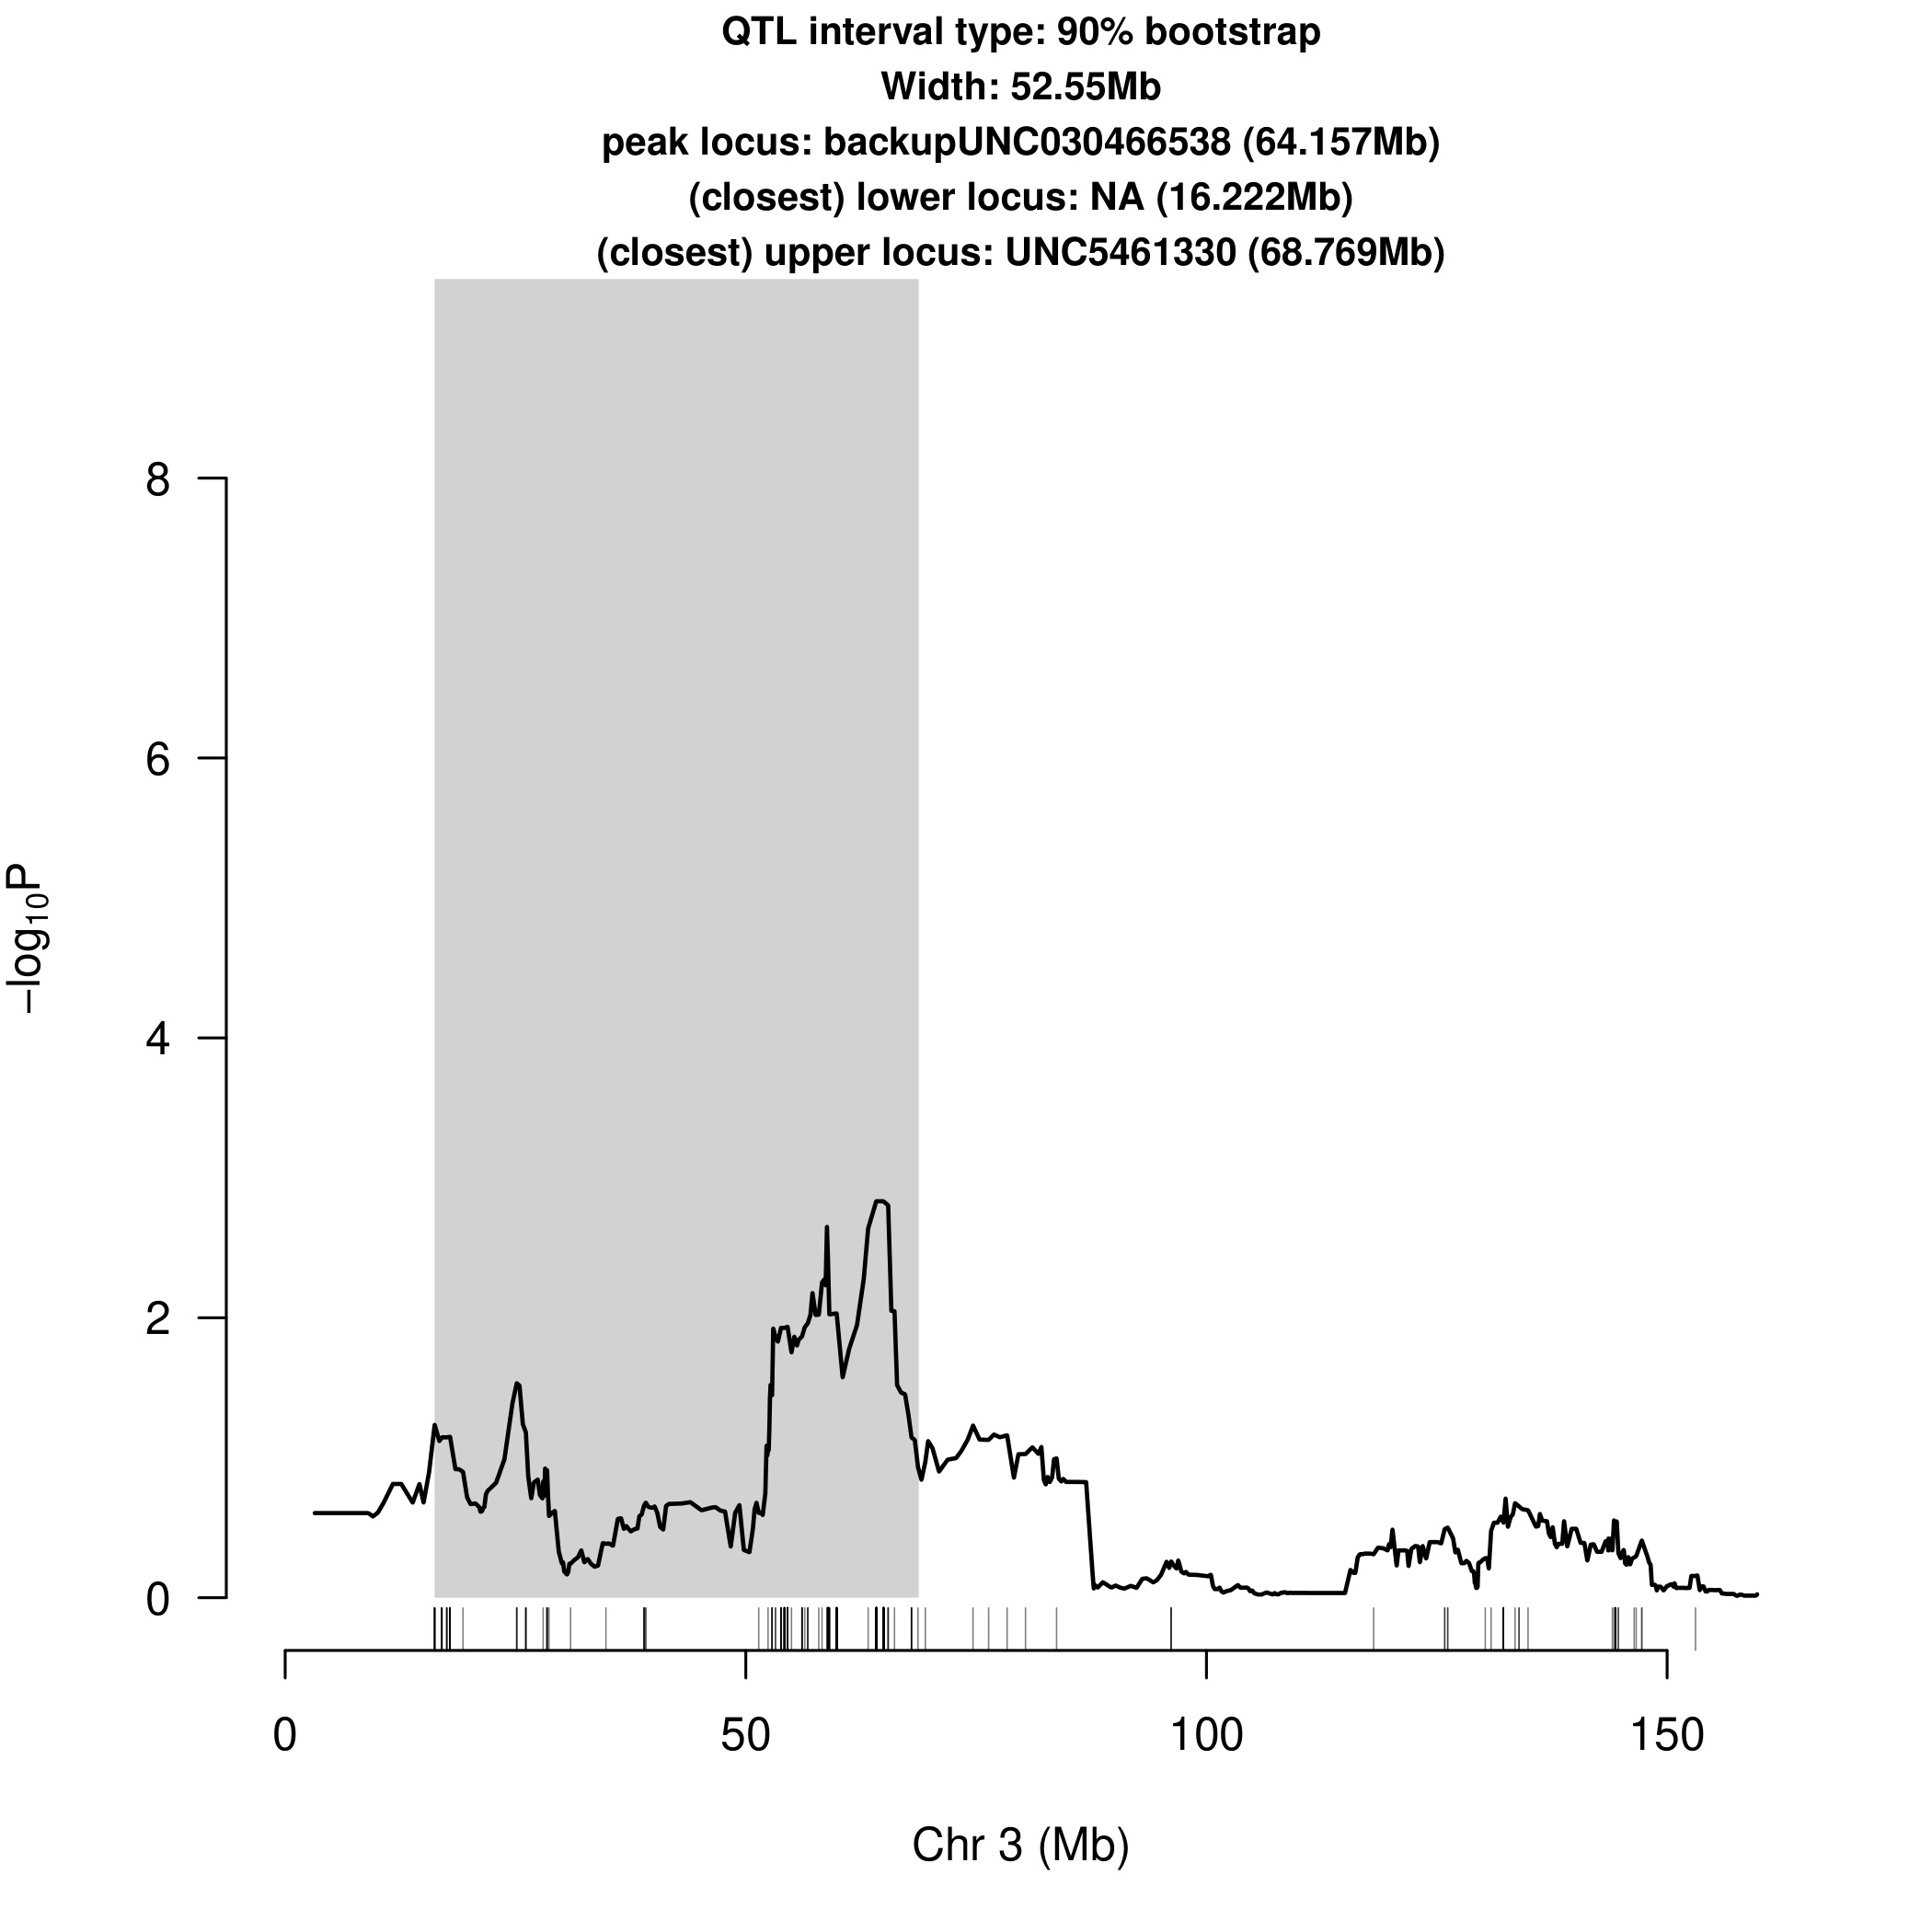 QTL interval type: 90% bootstrap
Width: 52.55Mb
peak locus: backupUNC030466538 (64.157Mb)
(closest) lower locus: NA (16.222Mb)
(closest) upper locus: UNC5461330 (68.769Mb)
8
6
4
2
0
−log10P
0 50 100 150
Chr 3 (Mb)